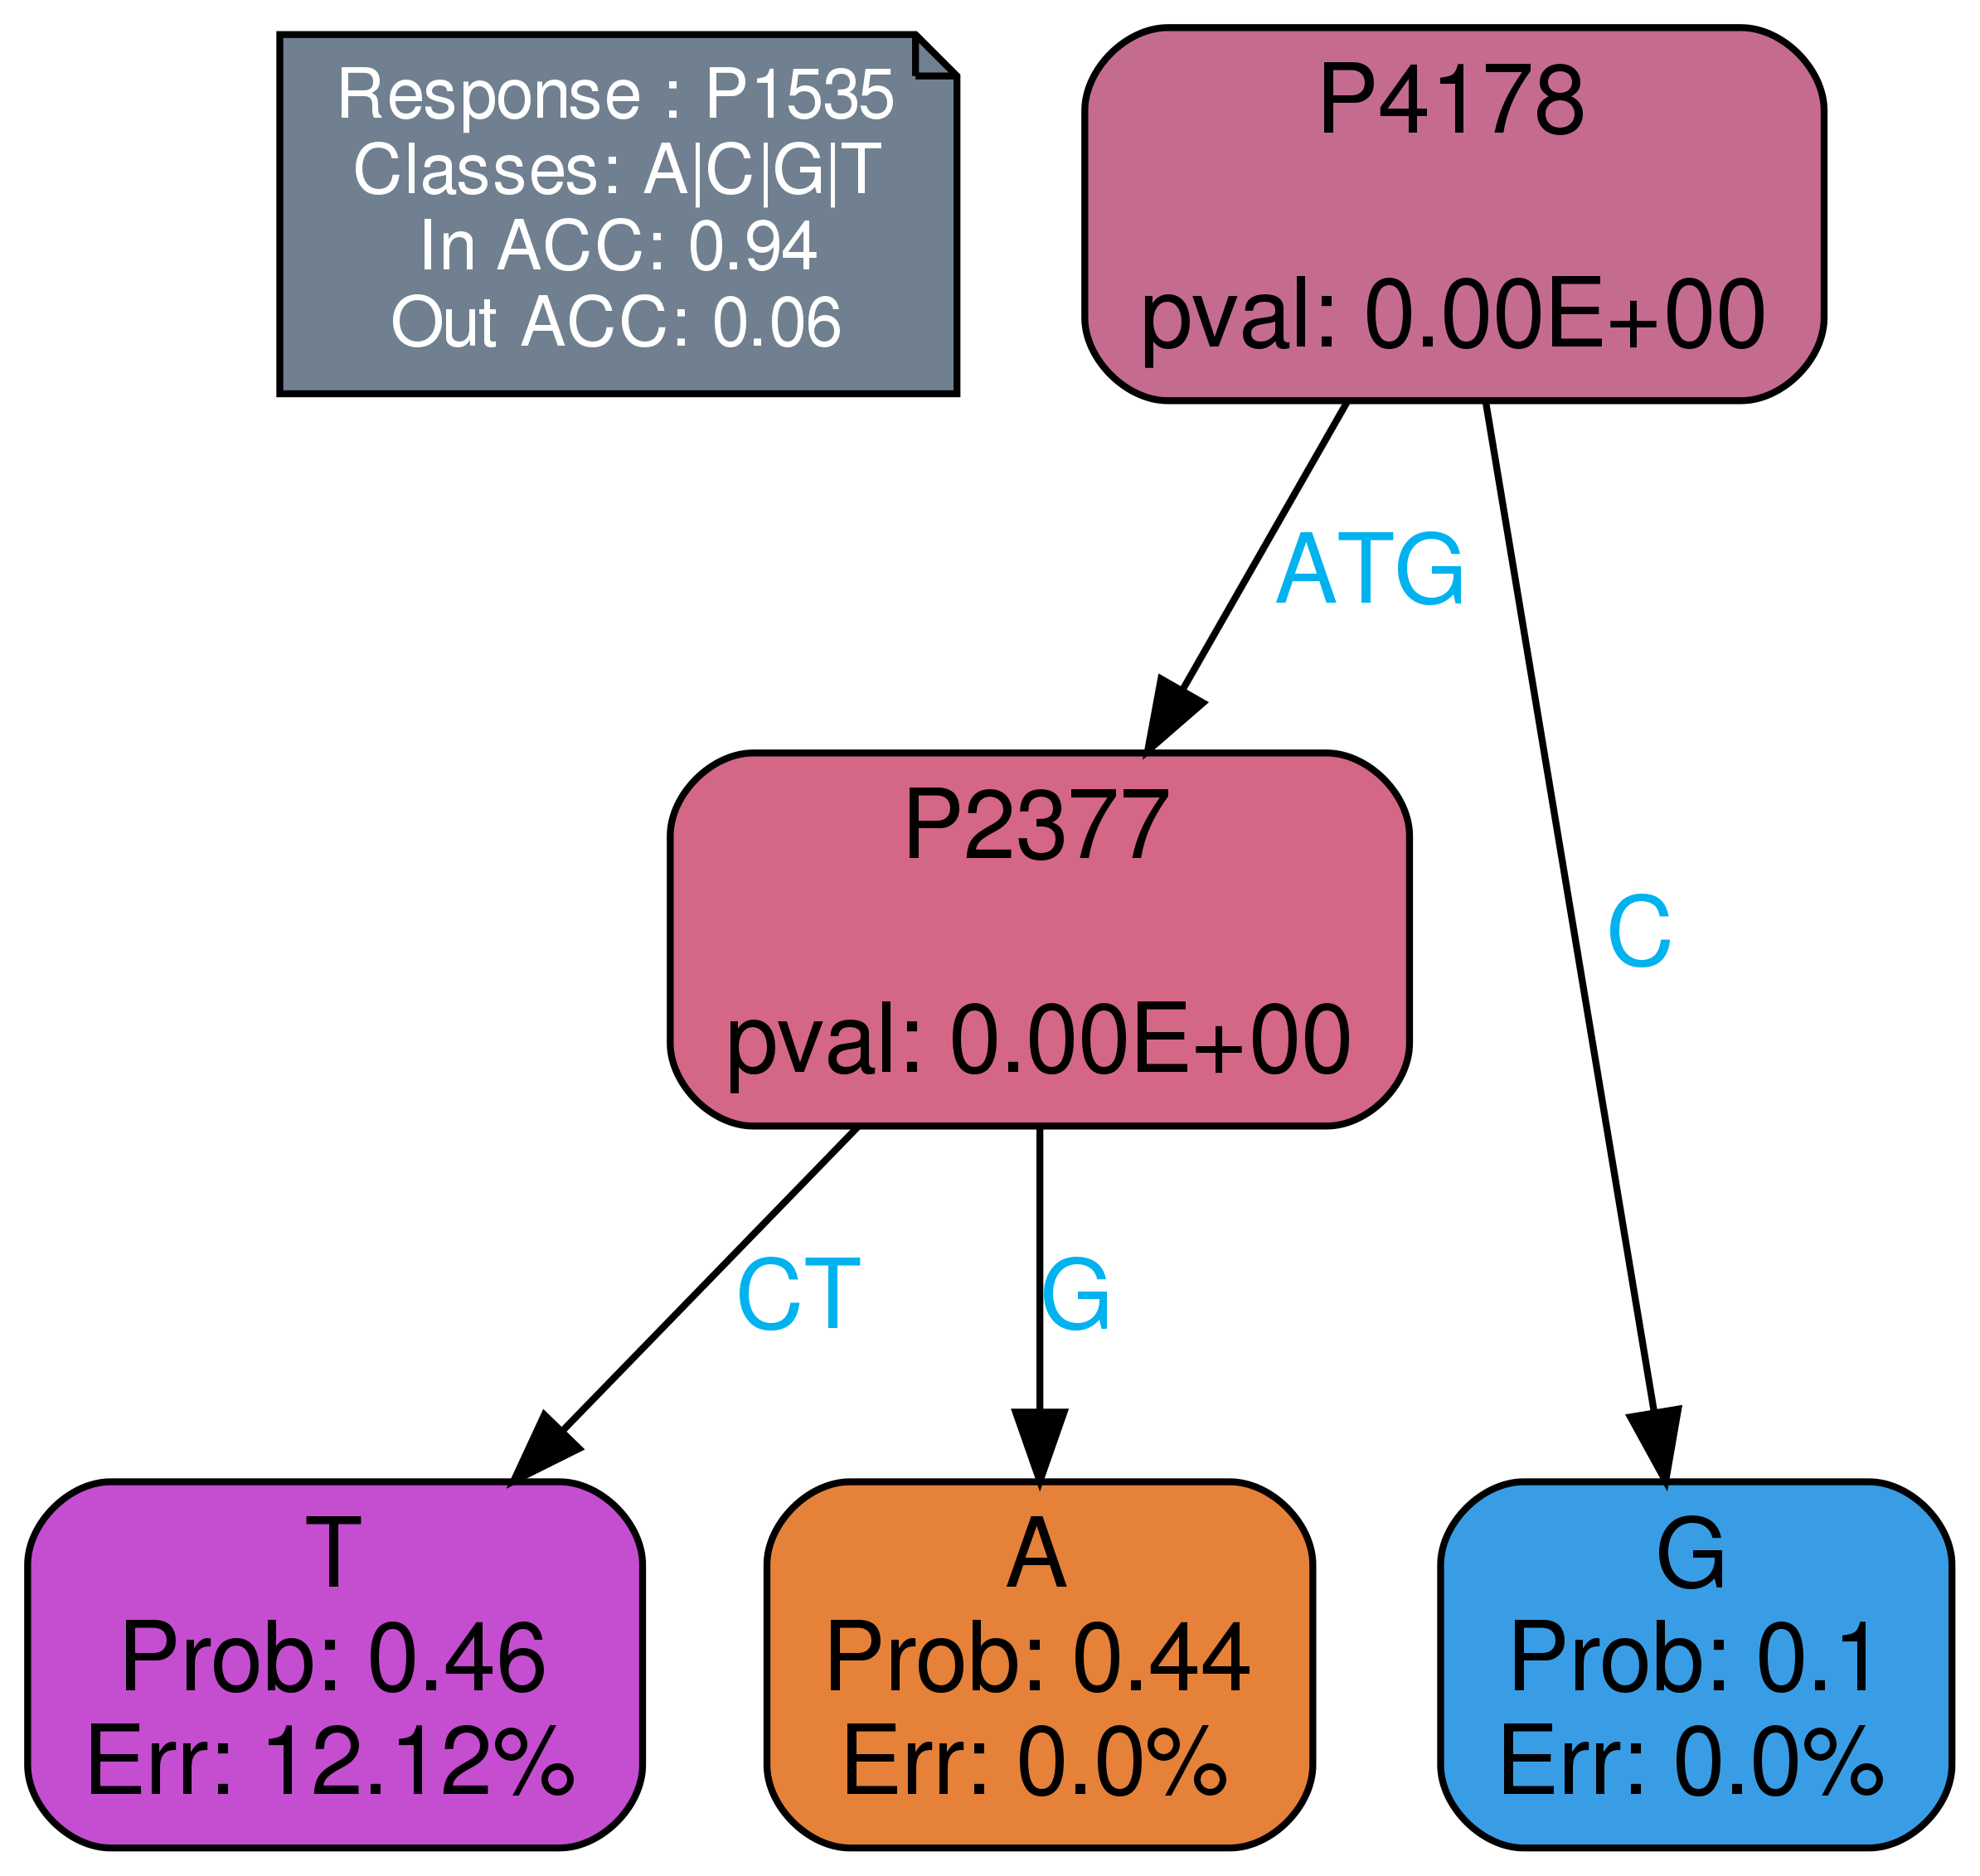 Response : P1535
Classes: A|C|G|T
In ACC: 0.94
Out ACC: 0.06
P4178
pval: 0.00E+00
ATG
P2377
pval: 0.00E+00
C
CT
G
T
Prob: 0.46
Err: 12.12%
A
Prob: 0.44
Err: 0.0%
G
Prob: 0.1
Err: 0.0%